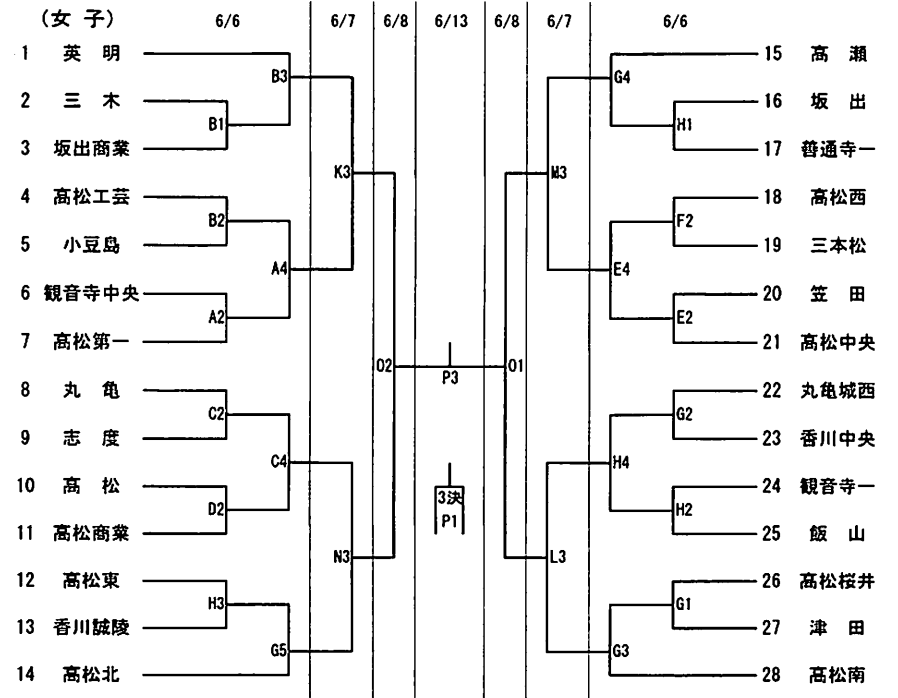 (女 子) 6/6 6/7 6/8 6/13 6/8 6/7 6/6
1 英 明
2 三 木
3 坂出商業
4 高松工芸
5 小豆島
6 観音寺中央
7 高松第一
8 丸 亀
9 志 度
10 高 松
11 高松商業
12 高松東
13 香川誠陵
14 高松北
B3
B1
K3
B2
A4
A2
O2
C2
C4
D2
N3
H3
G5
P3
3決
P1
O1
G4
H1
M3
F2
E4
E2
G2
H4
H2
L3
G1
G3
15 高 瀬
16 坂 出
17 善通寺一
18 高松西
19 三本松
20 笠 田
21 高松中央
22 丸亀城西
23 香川中央
24 観音寺一
25 飯 山
26 高松桜井
27 津 田
28 高松南